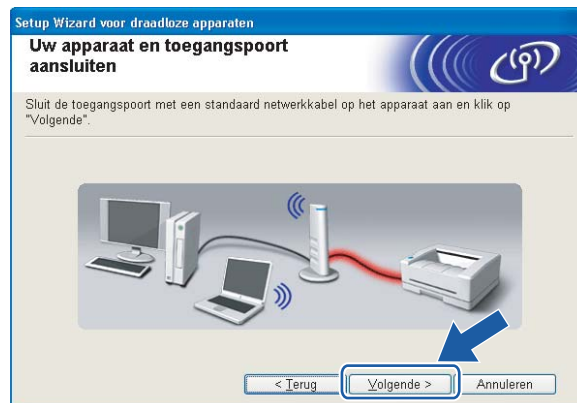 Setup Wizard voor draadloze apparaten
Uw apparaat en toegangspoort
aansluiten
Sluit de toegangspoort met een standaard netwerkkabel op het apparaat aan en klik op
"Volgende".
< Terug
Volgende >
Annuleren